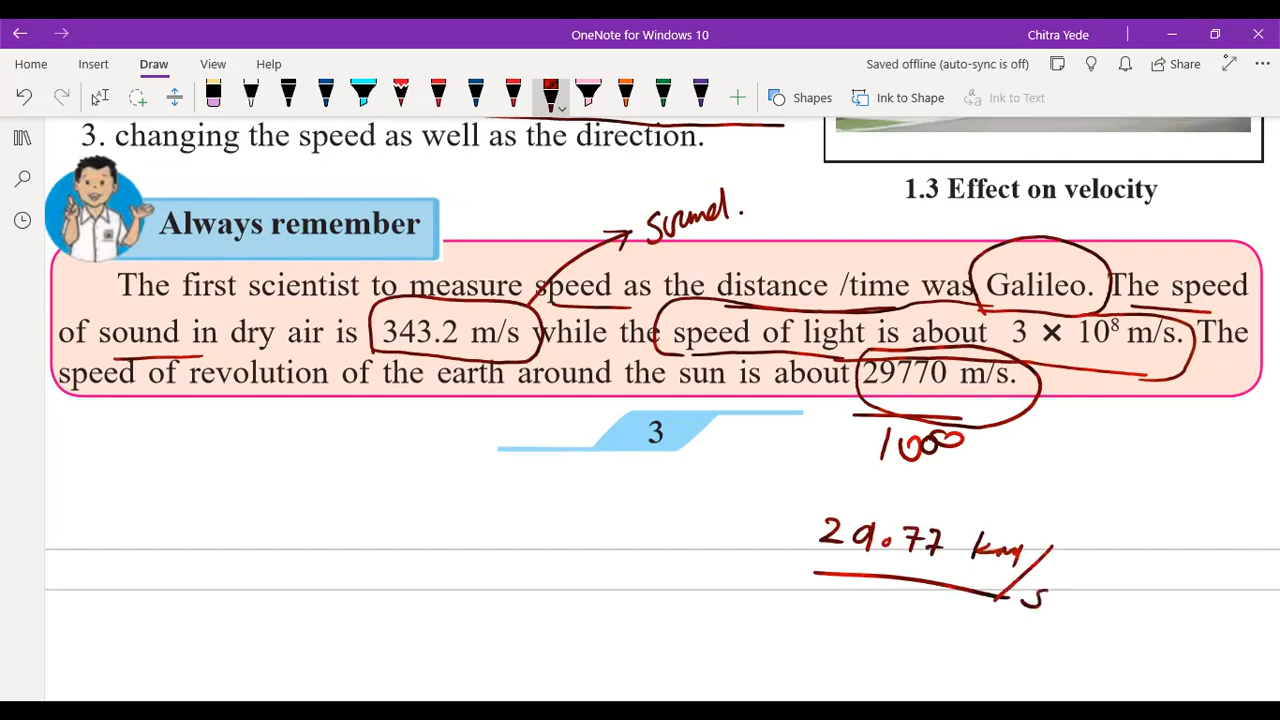 OneNote for Windows 10
Chitra Yede
Home Insert Draw View Help
Saved offline (auto-sync is off)
Share
Shapes
Ink to Shape
Ink to Text
3. changing the speed as well as the direction.
1.3 Effect on velocity
Always remember
sound.
The first scientist to measure speed as the distance /time was Galileo. The speed
of sound in dry air is 343.2 m/s while the speed of light is about 3 × 10⁸ m/s. The
speed of revolution of the earth around the sun is about 29770 m/s.
3
1000
29.77 km/s